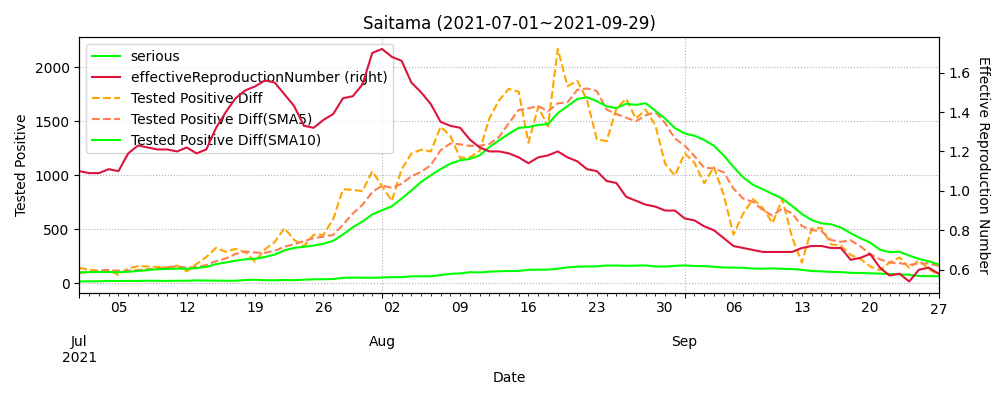 Saitama (2021-07-01~2021-09-29)
serious
effectiveReproductionNumber (right)
Tested Positive Diff
Tested Positive Diff(SMA5)
Tested Positive Diff(SMA10)
Tested Positive
2000
1500
1000
500
0
1.6
1.4
1.2
1.0
0.8
0.6
Effective Reproduction Number
05 12 19 26 02 09 16 23 30 06 13 20 27
Jul Aug Sep
2021
Date